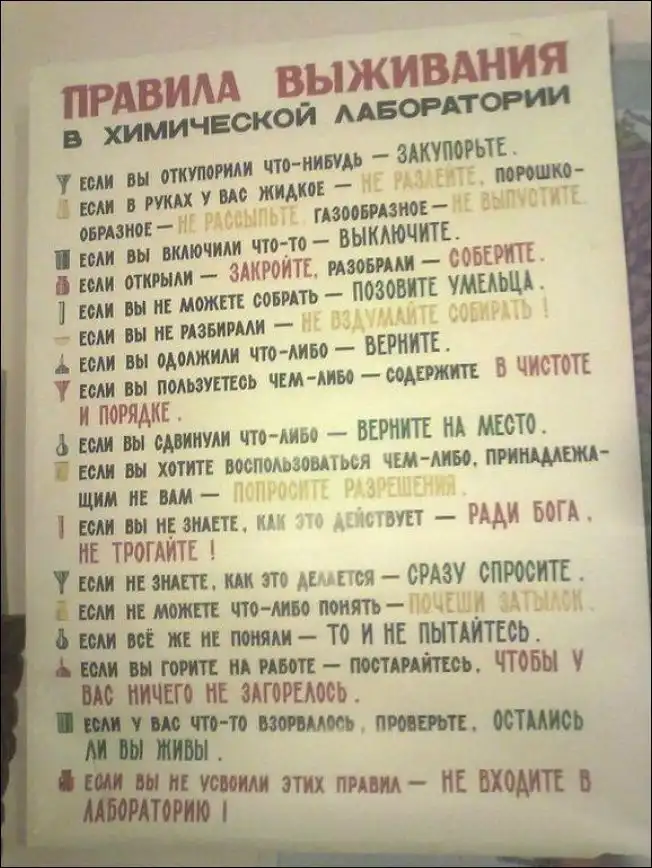 ПРАВИЛА ВЫЖИВАНИЯ
В ХИМИЧЕСКОЙ ЛАБОРАТОРИИ
ЕСЛИ ВЫ ОТКУПОРИЛИ ЧТО-НИБУДЬ — ЗАКУПОРЬТЕ.
ЕСЛИ В РУКАХ У ВАС ЖИДКОЕ — НЕ РАЗЛЕЙТЕ, ПОРОШКО-
ОБРАЗНОЕ — НЕ РАССЫПЬТЕ, ГАЗООБРАЗНОЕ — НЕ ВЫПУСТИТЕ.
ЕСЛИ ВЫ ВКЛЮЧИЛИ ЧТО-ТО — ВЫКЛЮЧИТЕ.
ЕСЛИ ОТКРЫЛИ — ЗАКРОЙТЕ, РАЗОБРАЛИ — СОБЕРИТЕ.
ЕСЛИ ВЫ НЕ МОЖЕТЕ СОБРАТЬ — ПОЗОВИТЕ УМЕЛЬЦА.
ЕСЛИ ВЫ НЕ РАЗБИРАЛИ — НЕ ВЗДУМАЙТЕ СОБИРАТЬ !
ЕСЛИ ВЫ ОДОЛЖИЛИ ЧТО-ЛИБО — ВЕРНИТЕ.
ЕСЛИ ВЫ ПОЛЬЗУЕТЕСЬ ЧЕМ-ЛИБО — СОДЕРЖИТЕ В ЧИСТОТЕ
И ПОРЯДКЕ.
ЕСЛИ ВЫ СДВИНУЛИ ЧТО-ЛИБО — ВЕРНИТЕ НА МЕСТО.
ЕСЛИ ВЫ ХОТИТЕ ВОСПОЛЬЗОВАТЬСЯ ЧЕМ-ЛИБО, ПРИНАДЛЕЖА-
ЩИМ НЕ ВАМ — ПОПРОСИТЕ РАЗРЕШЕНИЯ.
ЕСЛИ ВЫ НЕ ЗНАЕТЕ, КАК ЭТО ДЕЙСТВУЕТ — РАДИ БОГА,
НЕ ТРОГАЙТЕ !
ЕСЛИ НЕ ЗНАЕТЕ, КАК ЭТО ДЕЛАЕТСЯ — СРАЗУ СПРОСИТЕ.
ЕСЛИ НЕ МОЖЕТЕ ЧТО-ЛИБО ПОНЯТЬ — ПОЧЕШИ ЗАТЫЛОК.
ЕСЛИ ВСЁ ЖЕ НЕ ПОНЯЛИ — ТО И НЕ ПЫТАЙТЕСЬ.
ЕСЛИ ВЫ ГОРИТЕ НА РАБОТЕ — ПОСТАРАЙТЕСЬ, ЧТОБЫ У
ВАС НИЧЕГО НЕ ЗАГОРЕЛОСЬ.
ЕСЛИ У ВАС ЧТО-ТО ВЗОРВАЛОСЬ, ПРОВЕРЬТЕ, ОСТАЛИСЬ
ЛИ ВЫ ЖИВЫ.
ЕСЛИ ВЫ НЕ УСВОИЛИ ЭТИХ ПРАВИЛ — НЕ ВХОДИТЕ В
ЛАБОРАТОРИЮ !